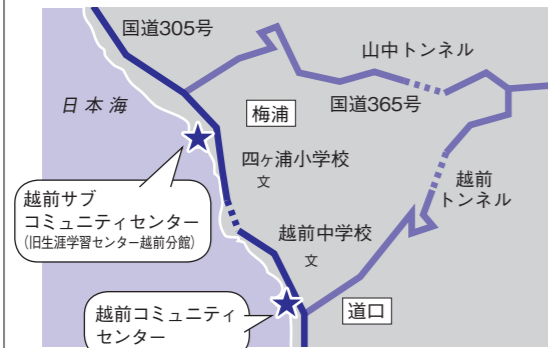 国道305号
山中トンネル
日本海
国道365号
梅浦
四ヶ浦小学校
文
越前
トンネル
越前サブ
コミュニティセンター
(旧生涯学習センター越前分館)
越前中学校
文
越前コミュニティ
センター
道口